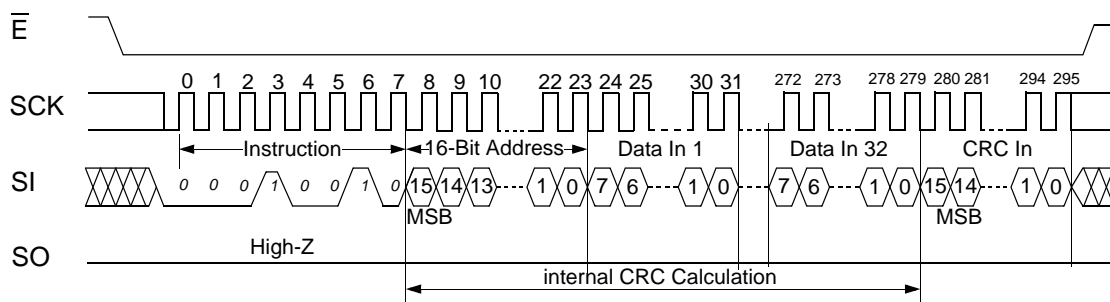 E
SCK
0 1 2 3 4 5 6 7 8 9 10 22 23 24 25 30 31 272 273 278 279 280 281 294 295
Instruction 16-Bit Address Data In 1 Data In 32 CRC In
SI
0 0 0 1 0 0 1 0 15 14 13 1 0 7 6 1 0 7 6 1 0 15 14 1 0
MSB MSB
High-Z
SO
internal CRC Calculation